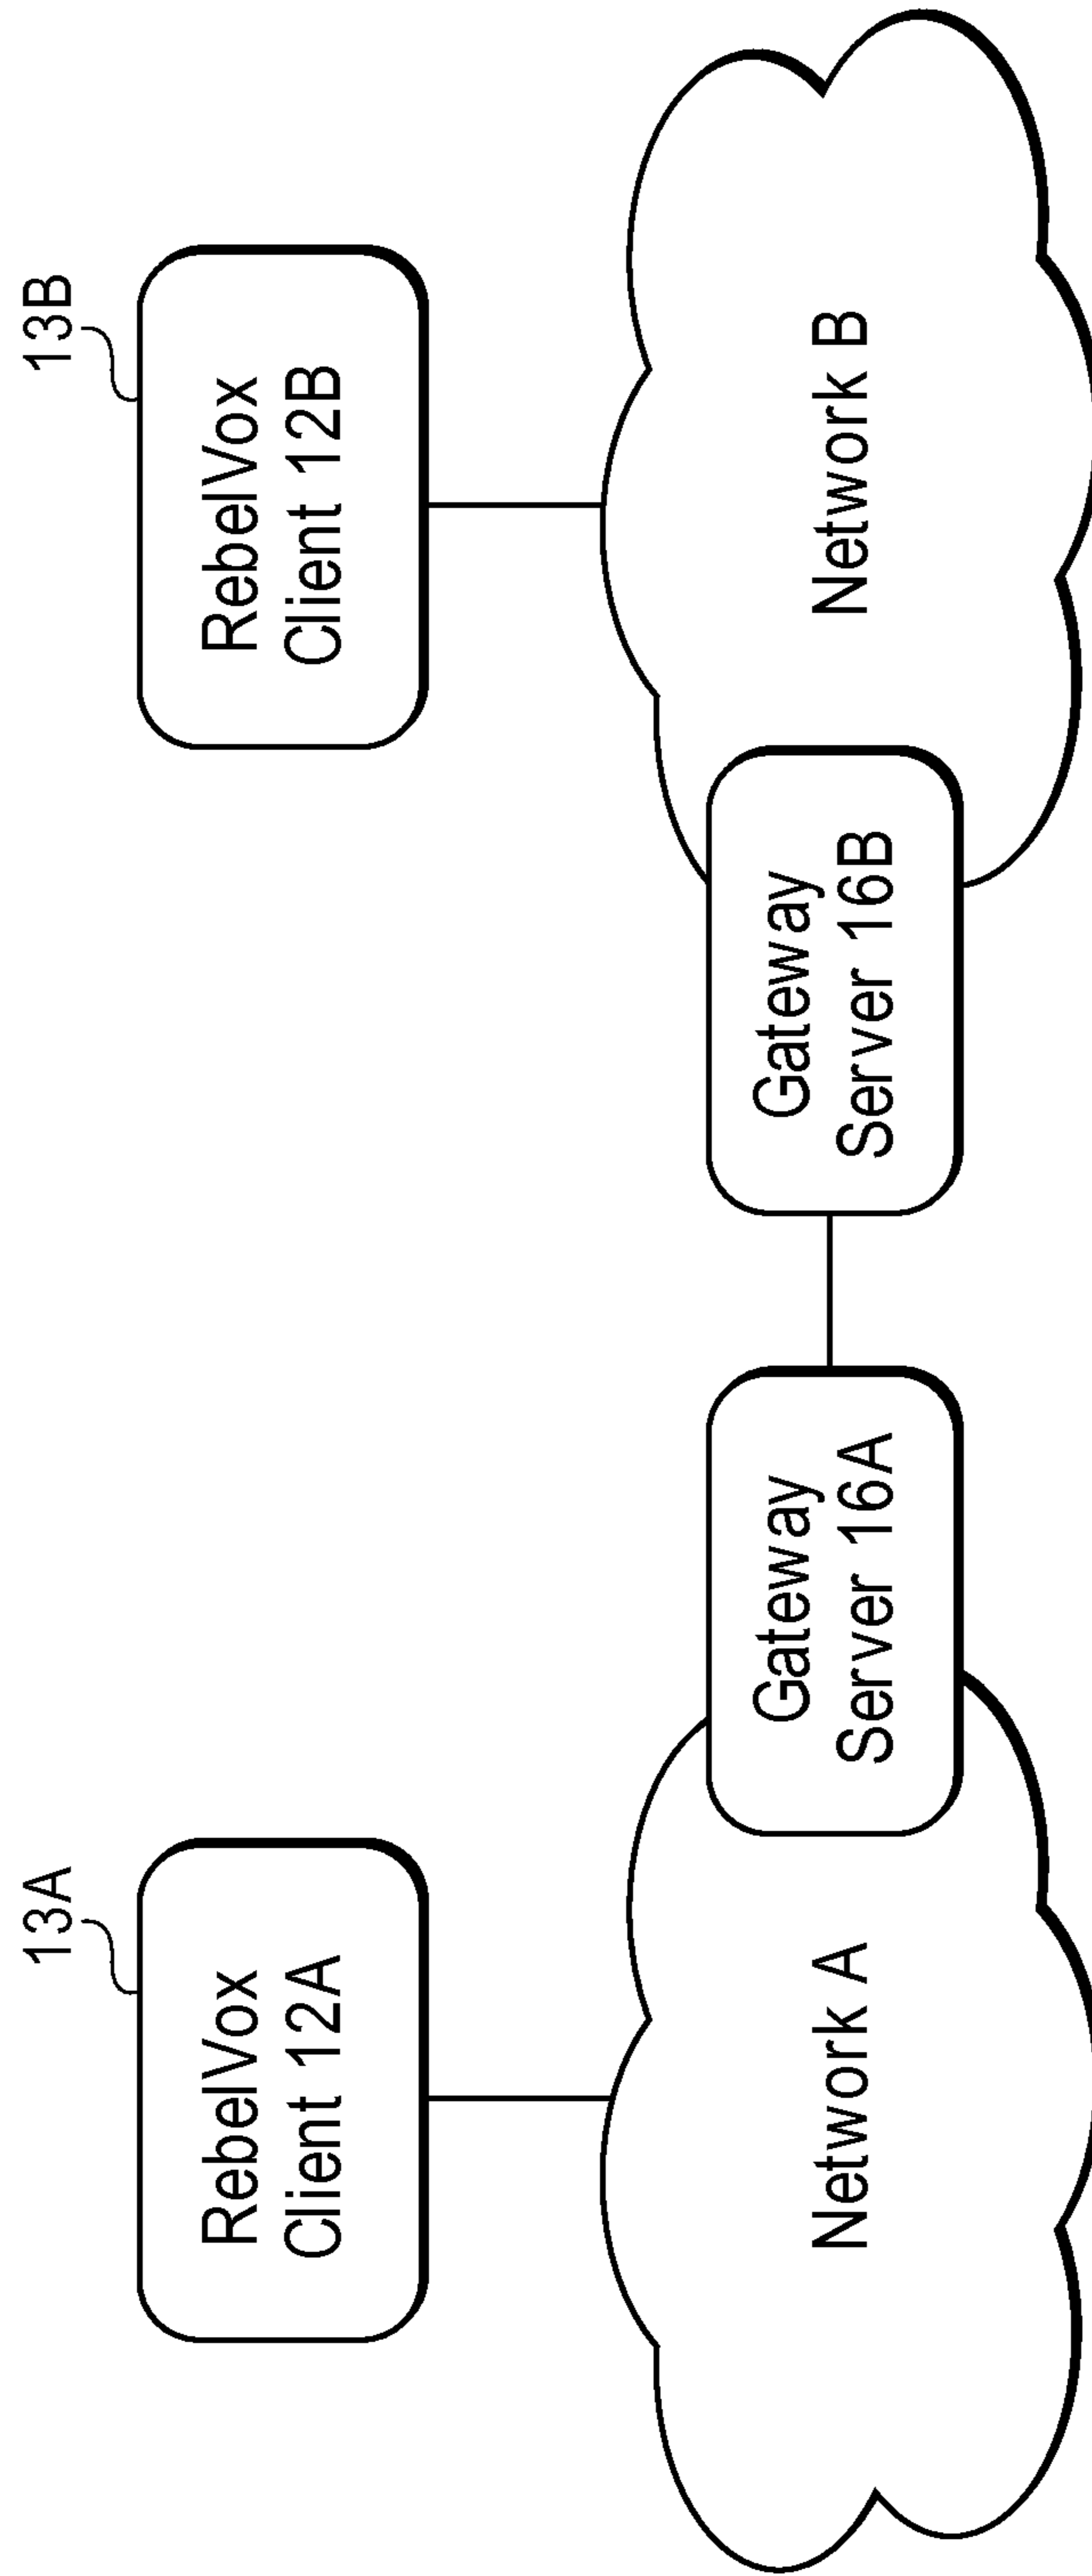 13A
RebelVox
Client 12A
13B
RebelVox
Client 12B
Network A
Gateway
Server 16A
Gateway
Server 16B
Network B